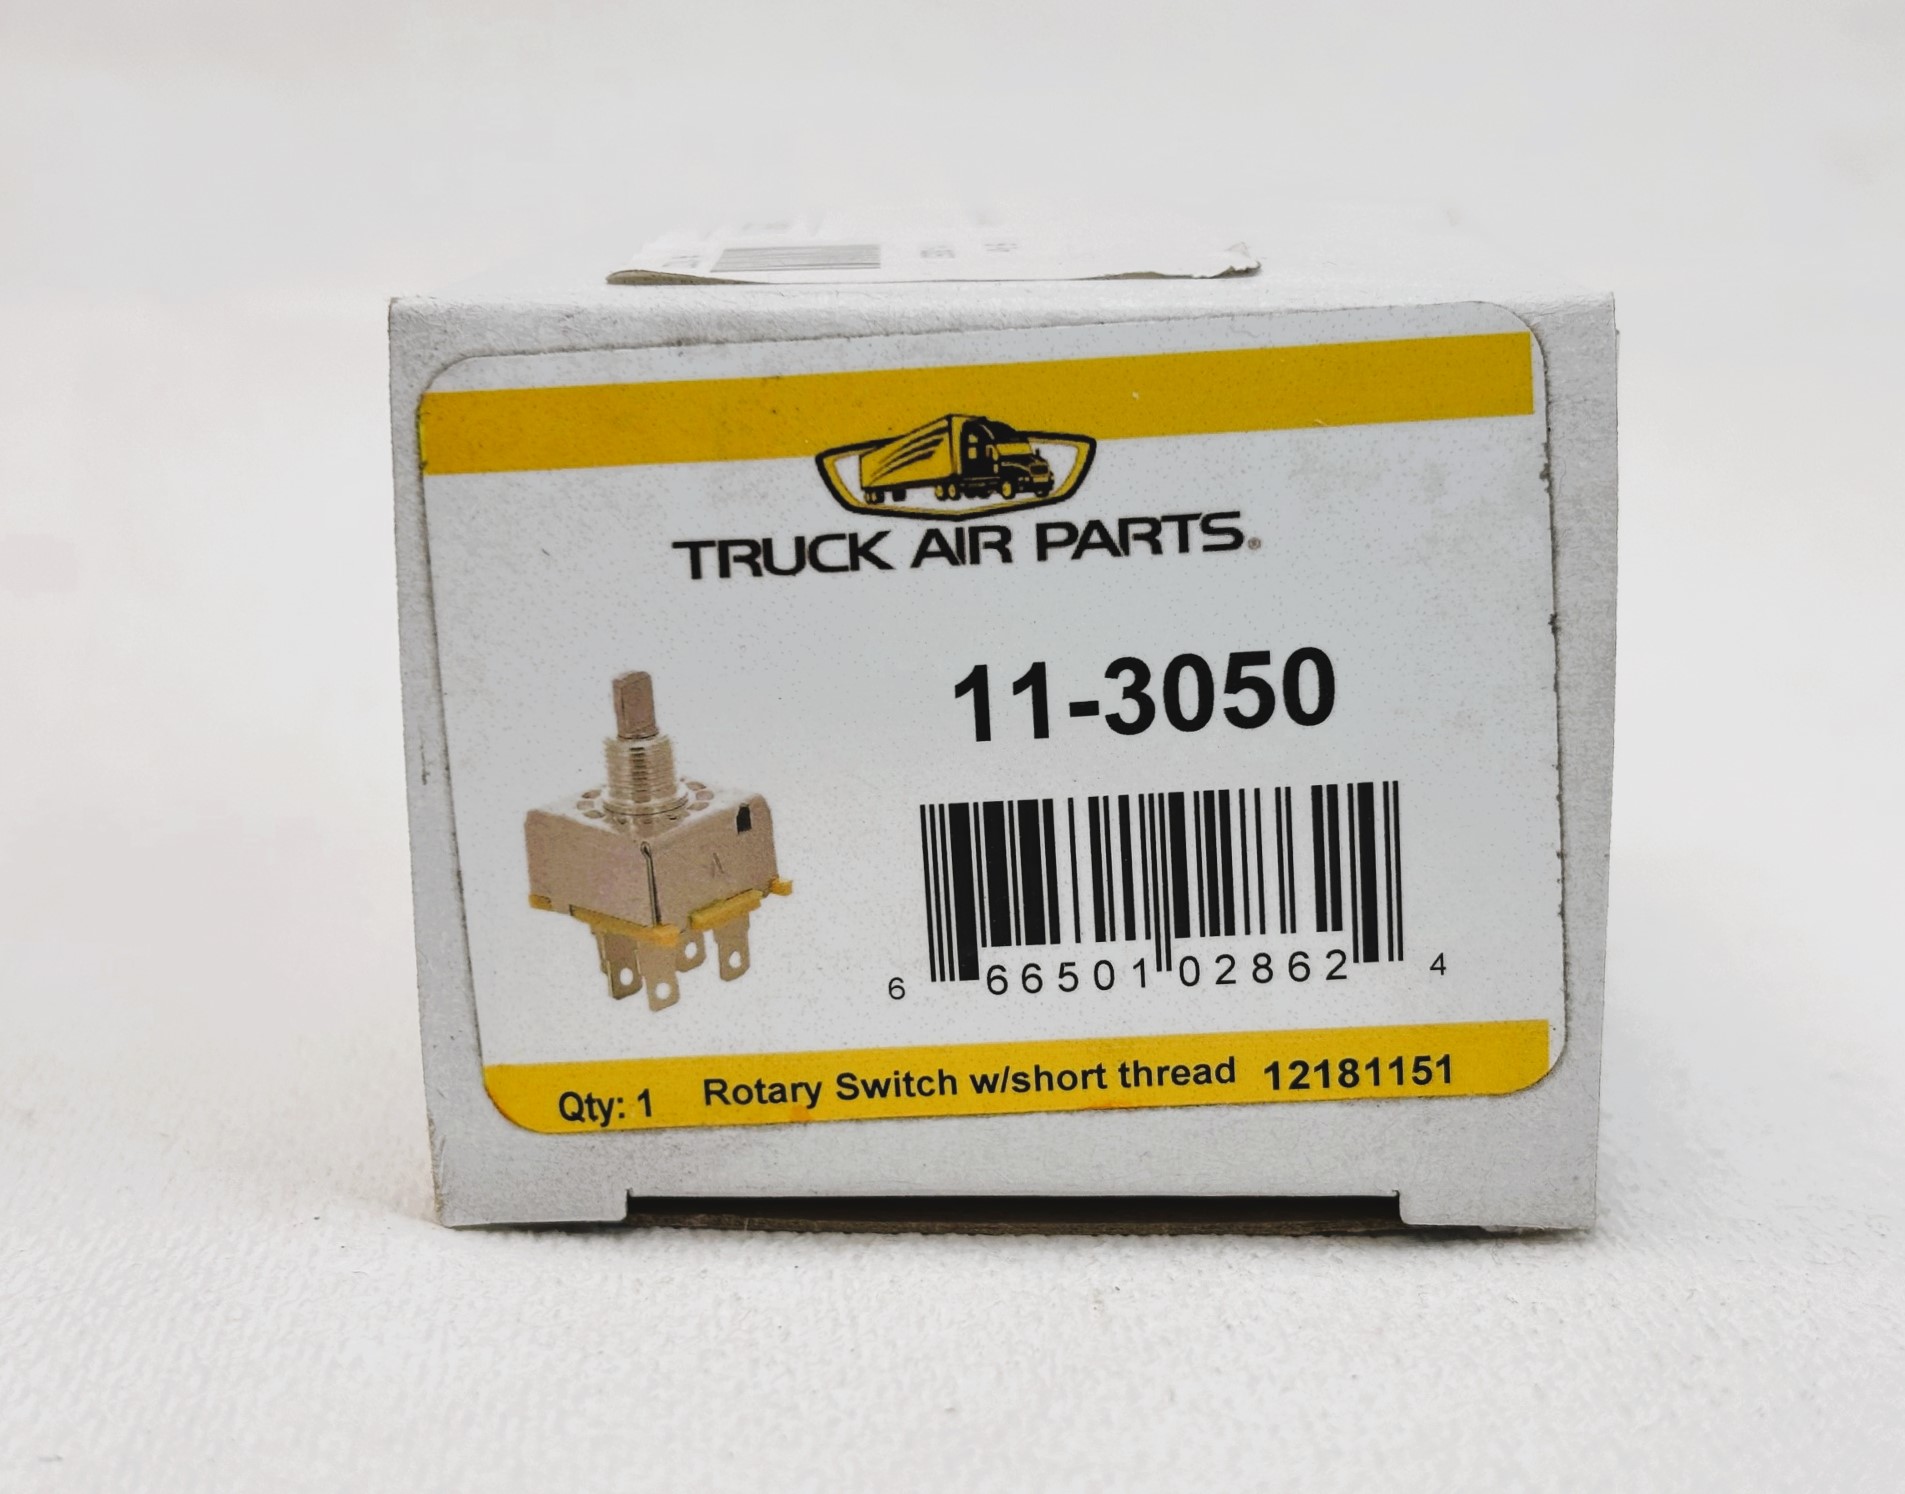 TRUCK AIR PARTS®
11-3050
6 66501 02862 4
Qty: 1 Rotary Switch w/short thread 12181151